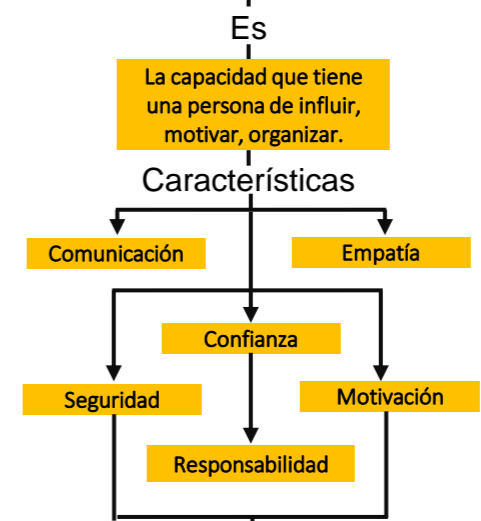 Es
La capacidad que tiene
una persona de influir,
motivar, organizar.
Características
Comunicación
Empatía
Confianza
Seguridad
Motivación
Responsabilidad